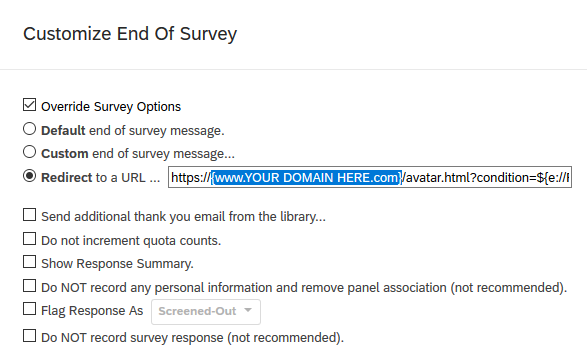 Customize End Of Survey
Override Survey Options
Default end of survey message.
Custom end of survey message...
Redirect to a URL ... https://{www.YOUR DOMAIN HERE.com}/avatar.html?condition=${e://
Send additional thank you email from the library...
Do not increment quota counts.
Show Response Summary.
Do NOT record any personal information and remove panel association (not recommended).
Flag Response As Screened-Out
Do NOT record survey response (not recommended).